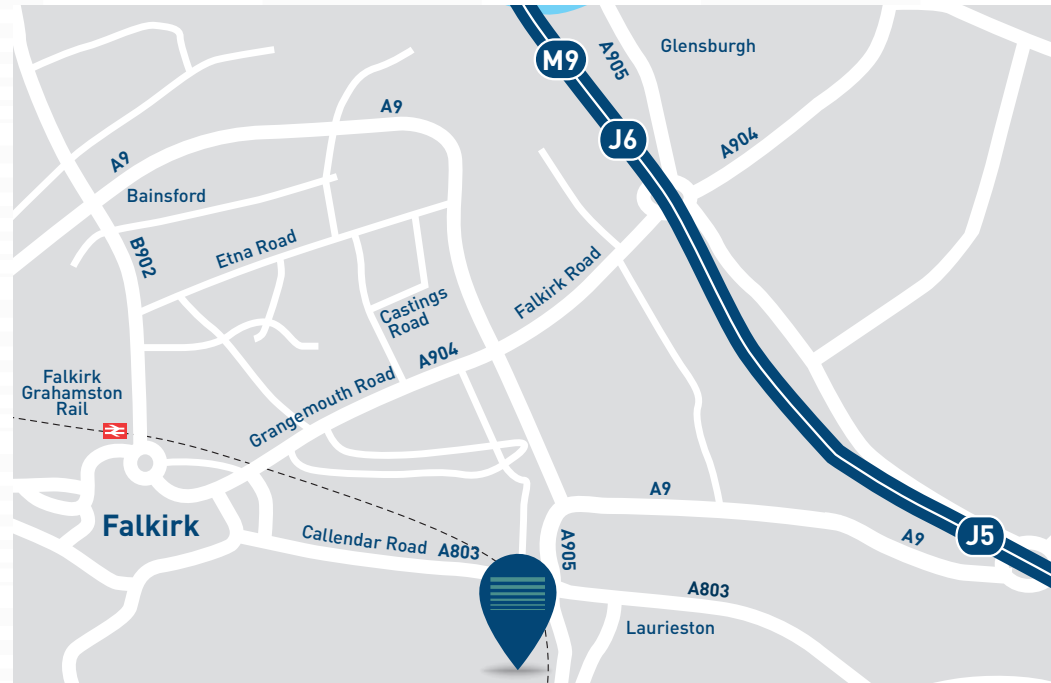 M9
A905
Glensburgh
A9
J6
A904
A9
Bainsford
B902
Etna Road
Falkirk Road
Castings
Road
A904
Falkirk
Grahamston
Rail
Grangemouth Road
A9
Falkirk
Callendar Road
A803
A905
A9
J5
A803
Laurieston